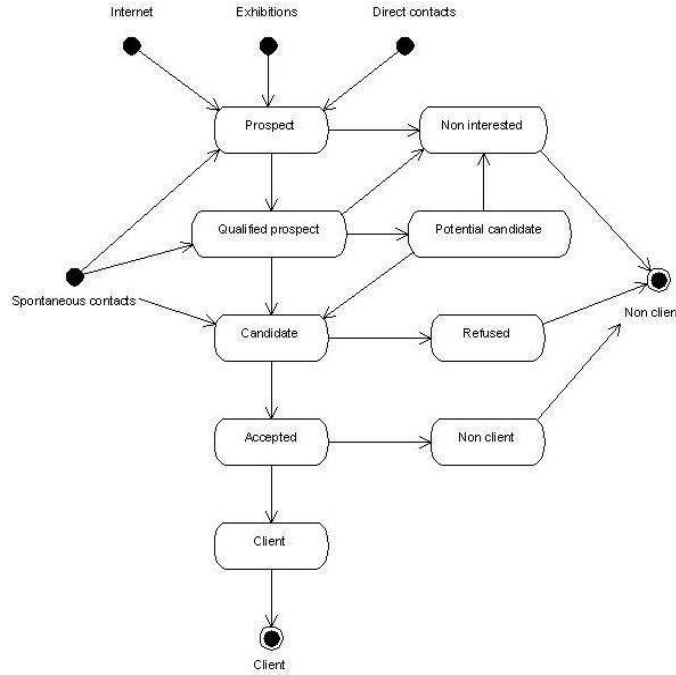 Internet
Exhibitions
Direct contacts
Prospect
Non interested
Qualified prospect
Potential candidate
Spontaneous contacts
Non client
Candidate
Refused
Accepted
Non client
Client
Client